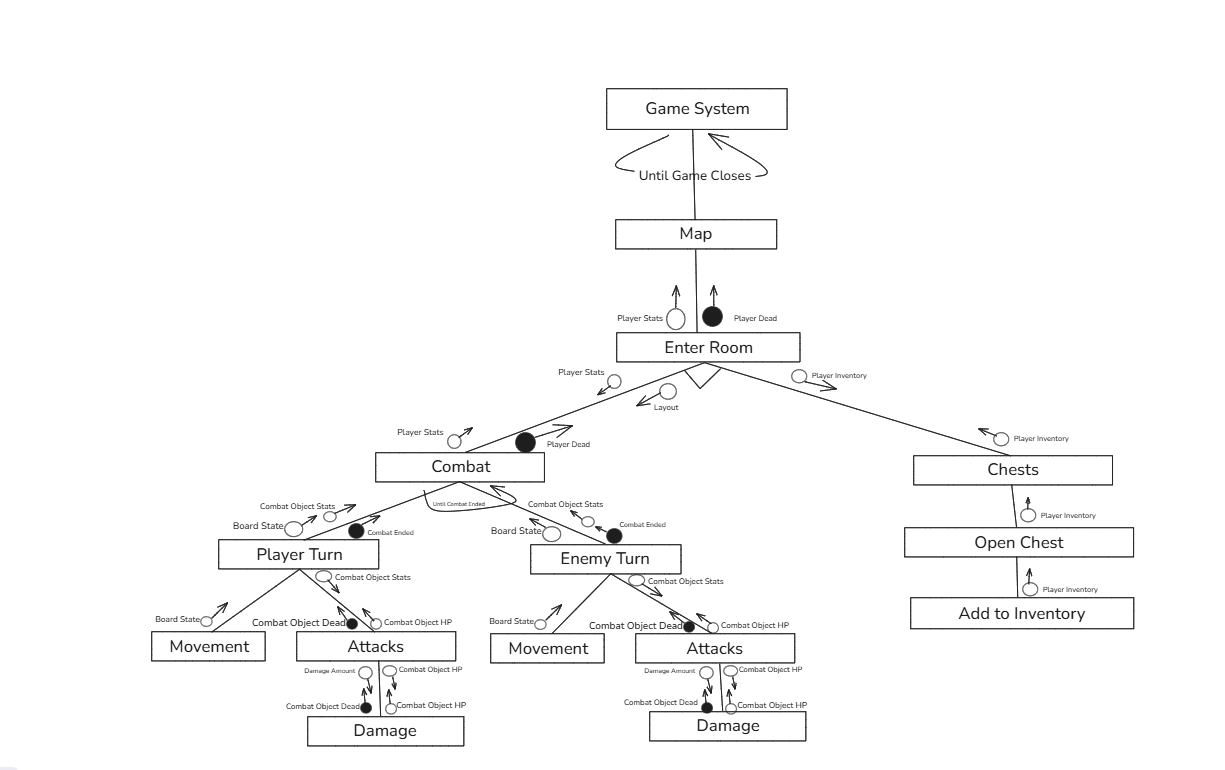 Game System
Until Game Closes
Map
Player Stats
Player Dead
Enter Room
Player Stats
Player Inventory
Layout
Player Stats
Player Dead
Player Inventory
Combat
Chests
Until Combat Ended
Combat Object Stats
Combat Object Stats
Player Inventory
Board State
Combat Ended
Board State
Combat Ended
Open Chest
Player Turn
Enemy Turn
Combat Object Stats
Combat Object Stats
Player Inventory
Add to Inventory
Board State
Combat Object Dead
Combat Object HP
Board State
Combat Object Dead
Combat Object HP
Movement
Attacks
Movement
Attacks
Damage Amount
Combat Object HP
Damage Amount
Combat Object HP
Combat Object Dead
Combat Object HP
Combat Object Dead
Combat Object HP
Damage
Damage